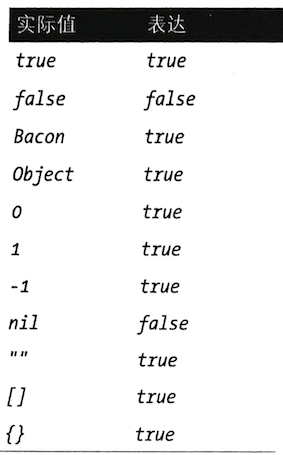 实际值 表达
true true
false false
Bacon true
Object true
0 true
1 true
-1 true
nil false
"" true
[] true
{} true